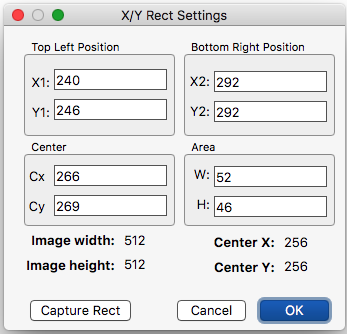 X/Y Rect Settings
Top Left Position
X1: 240
Y1: 246
Bottom Right Position
X2: 292
Y2: 292
Center
Cx 266
Cy 269
Area
W: 52
H: 46
Image width: 512
Image height: 512
Center X: 256
Center Y: 256
Capture Rect
Cancel
OK